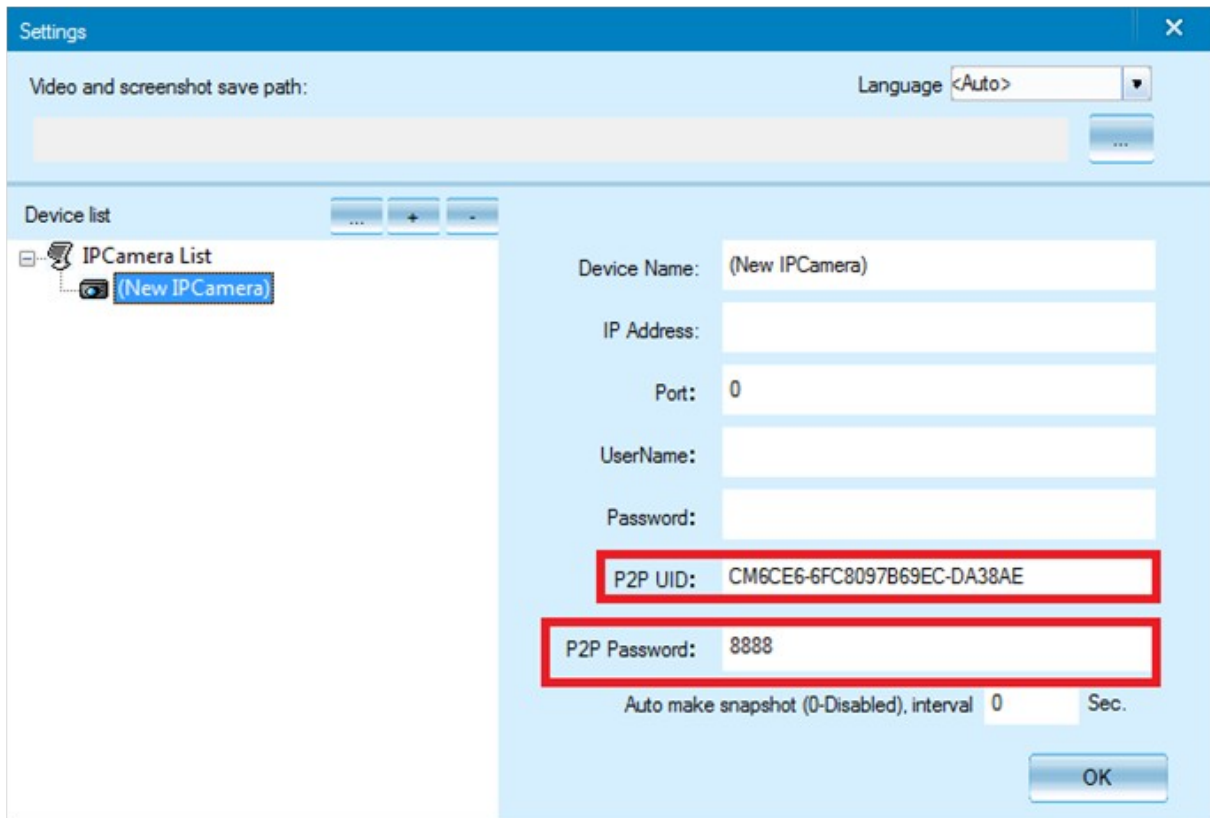 Settings
Video and screenshot save path:
Language <Auto>
...
Device list
... + -
IPCamera List
(New IPCamera)
Device Name: (New IPCamera)
IP Address:
Port: 0
UserName:
Password:
P2P UID: CM6CE6-6FC8097B69EC-DA38AE
P2P Password: 8888
Auto make snapshot (0-Disabled), interval 0 Sec.
OK